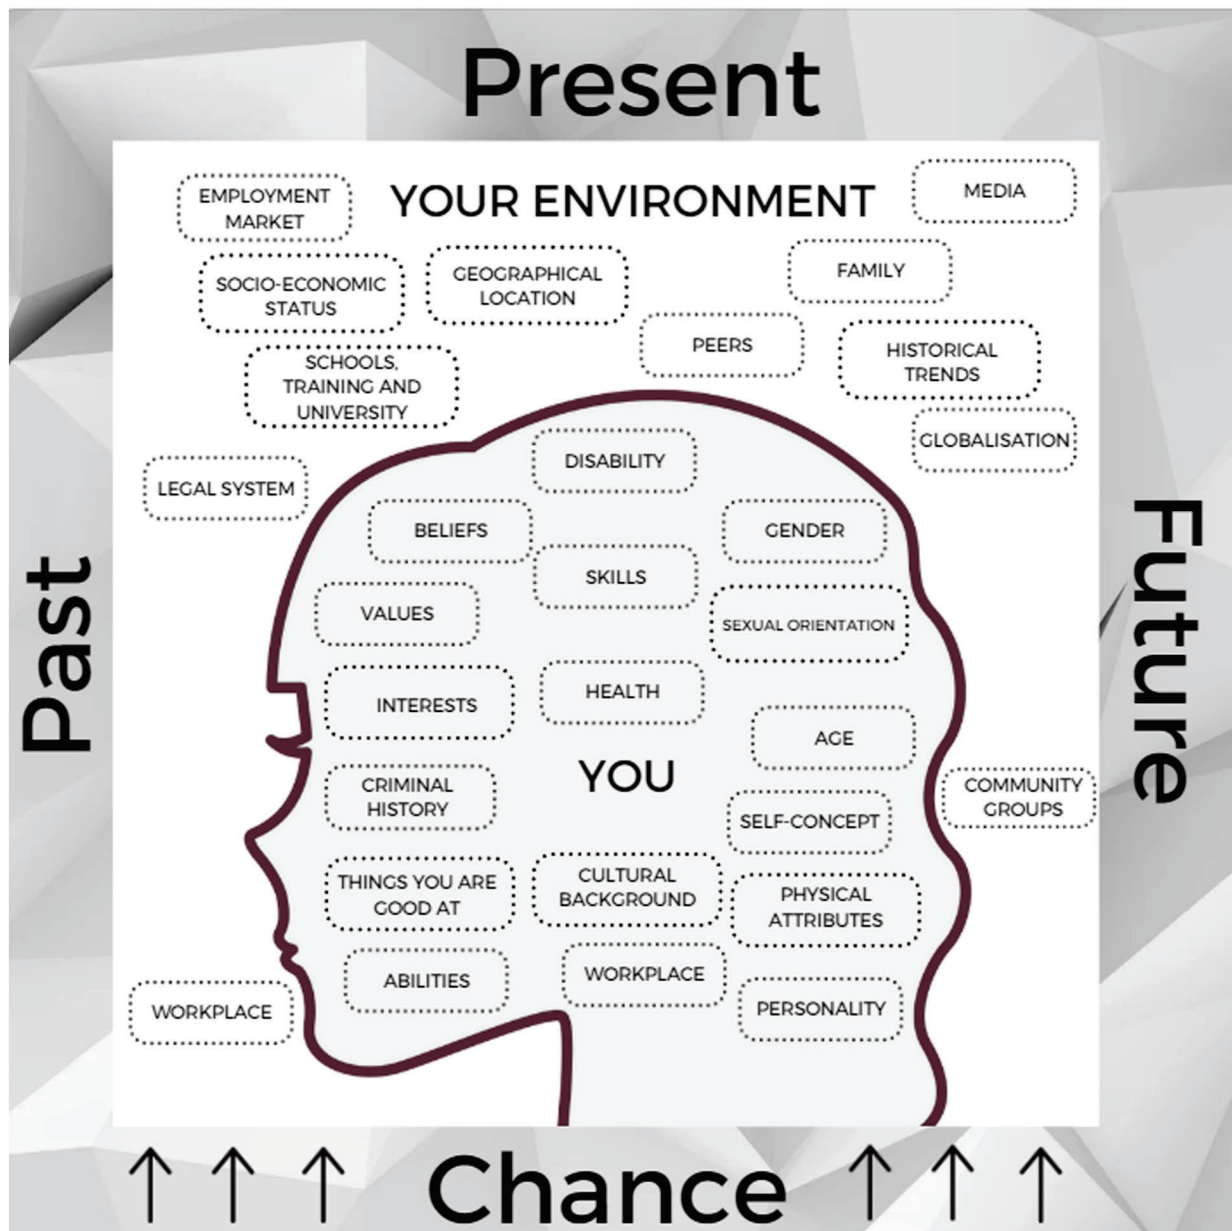 Present
YOUR ENVIRONMENT
EMPLOYMENT
MARKET
MEDIA
SOCIO-ECONOMIC
STATUS
GEOGRAPHICAL
LOCATION
FAMILY
PEERS
HISTORICAL
TRENDS
SCHOOLS,
TRAINING AND
UNIVERSITY
GLOBALISATION
LEGAL SYSTEM
DISABILITY
BELIEFS
GENDER
SKILLS
VALUES
SEXUAL ORIENTATION
INTERESTS
HEALTH
AGE
YOU
CRIMINAL
HISTORY
SELF-CONCEPT
COMMUNITY
GROUPS
THINGS YOU ARE
GOOD AT
CULTURAL
BACKGROUND
PHYSICAL
ATTRIBUTES
ABILITIES
WORKPLACE
PERSONALITY
WORKPLACE
Past
Future
Chance